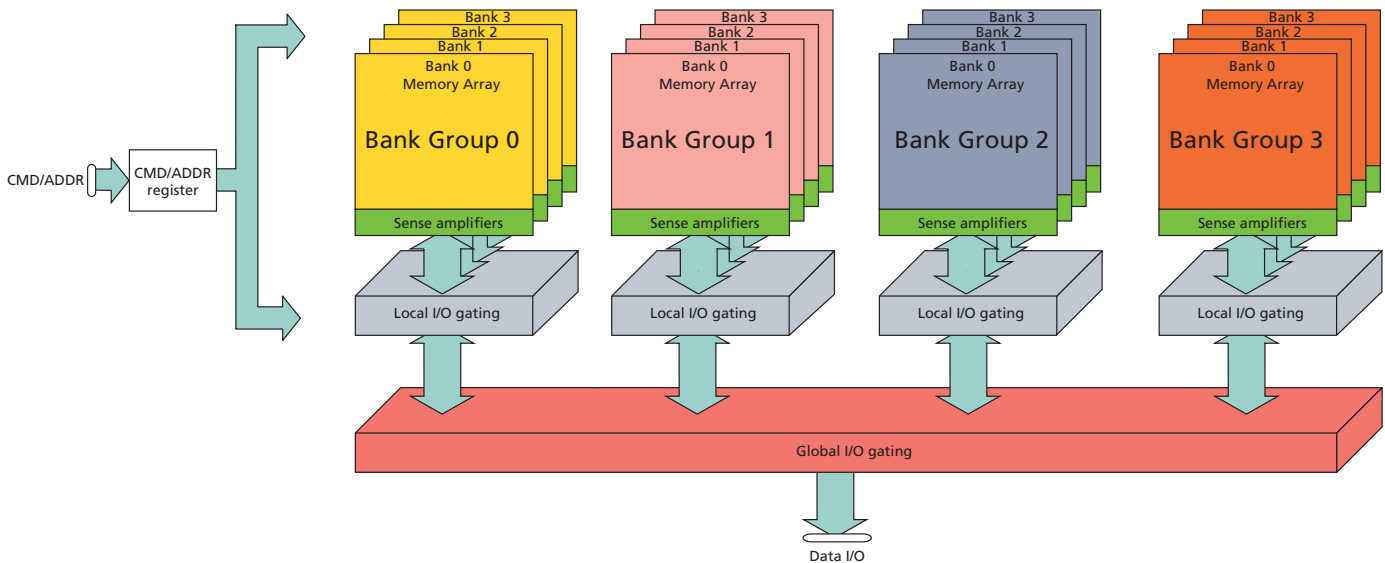 Bank 3
Bank 2
Bank 1
Bank 0
Memory Array
Bank Group 0
Sense amplifiers
Local I/O gating
Bank 3
Bank 2
Bank 1
Bank 0
Memory Array
Bank Group 1
Sense amplifiers
Local I/O gating
Bank 3
Bank 2
Bank 1
Bank 0
Memory Array
Bank Group 2
Sense amplifiers
Local I/O gating
Bank 3
Bank 2
Bank 1
Bank 0
Memory Array
Bank Group 3
Sense amplifiers
Local I/O gating
CMD/ADDR
CMD/ADDR
register
Global I/O gating
Data I/O